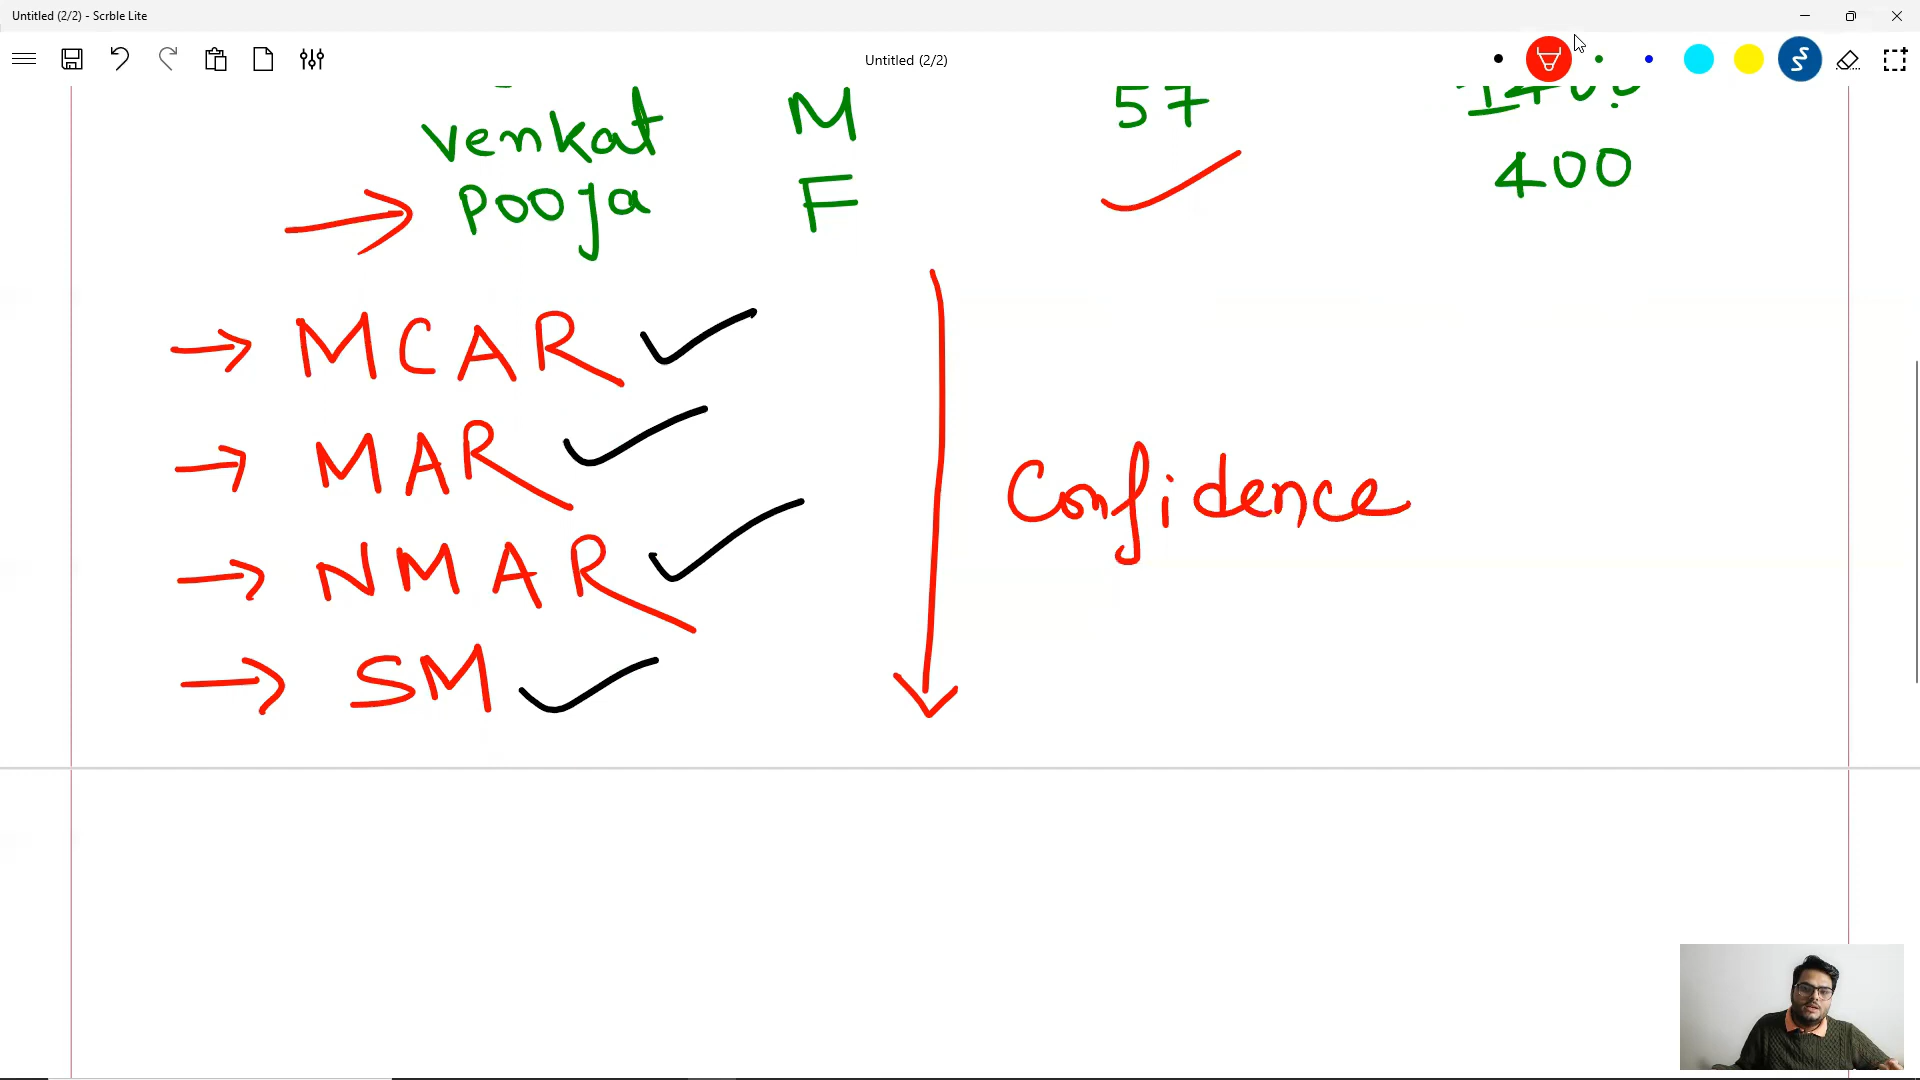 Untitled (2/2) - Scrble Lite
Untitled (2/2)
venkat M 57
pooja F 400
MCAR
MAR
NMAR
SM
Confidence